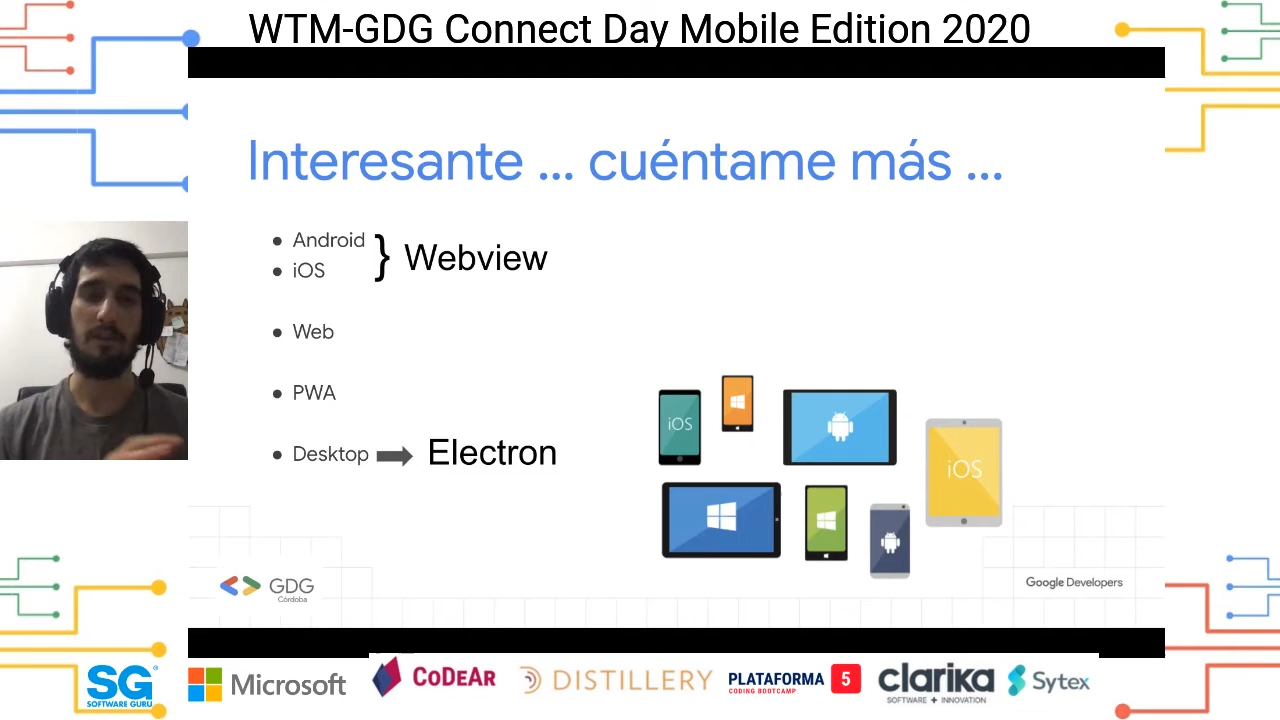 WTM-GDG Connect Day Mobile Edition 2020
Interesante ... cuéntame más ...
• Android
• iOS
} Webview
• Web
• PWA
• Desktop
Electron
iOS
iOS
GDG
Córdoba
Google Developers
SG
SOFTWARE GURU
®
Microsoft
CoDeAr
DISTILLERY
PLATAFORMA 5
CODING BOOTCAMP
clarika
SOFTWARE + INNOVATION
Sytex